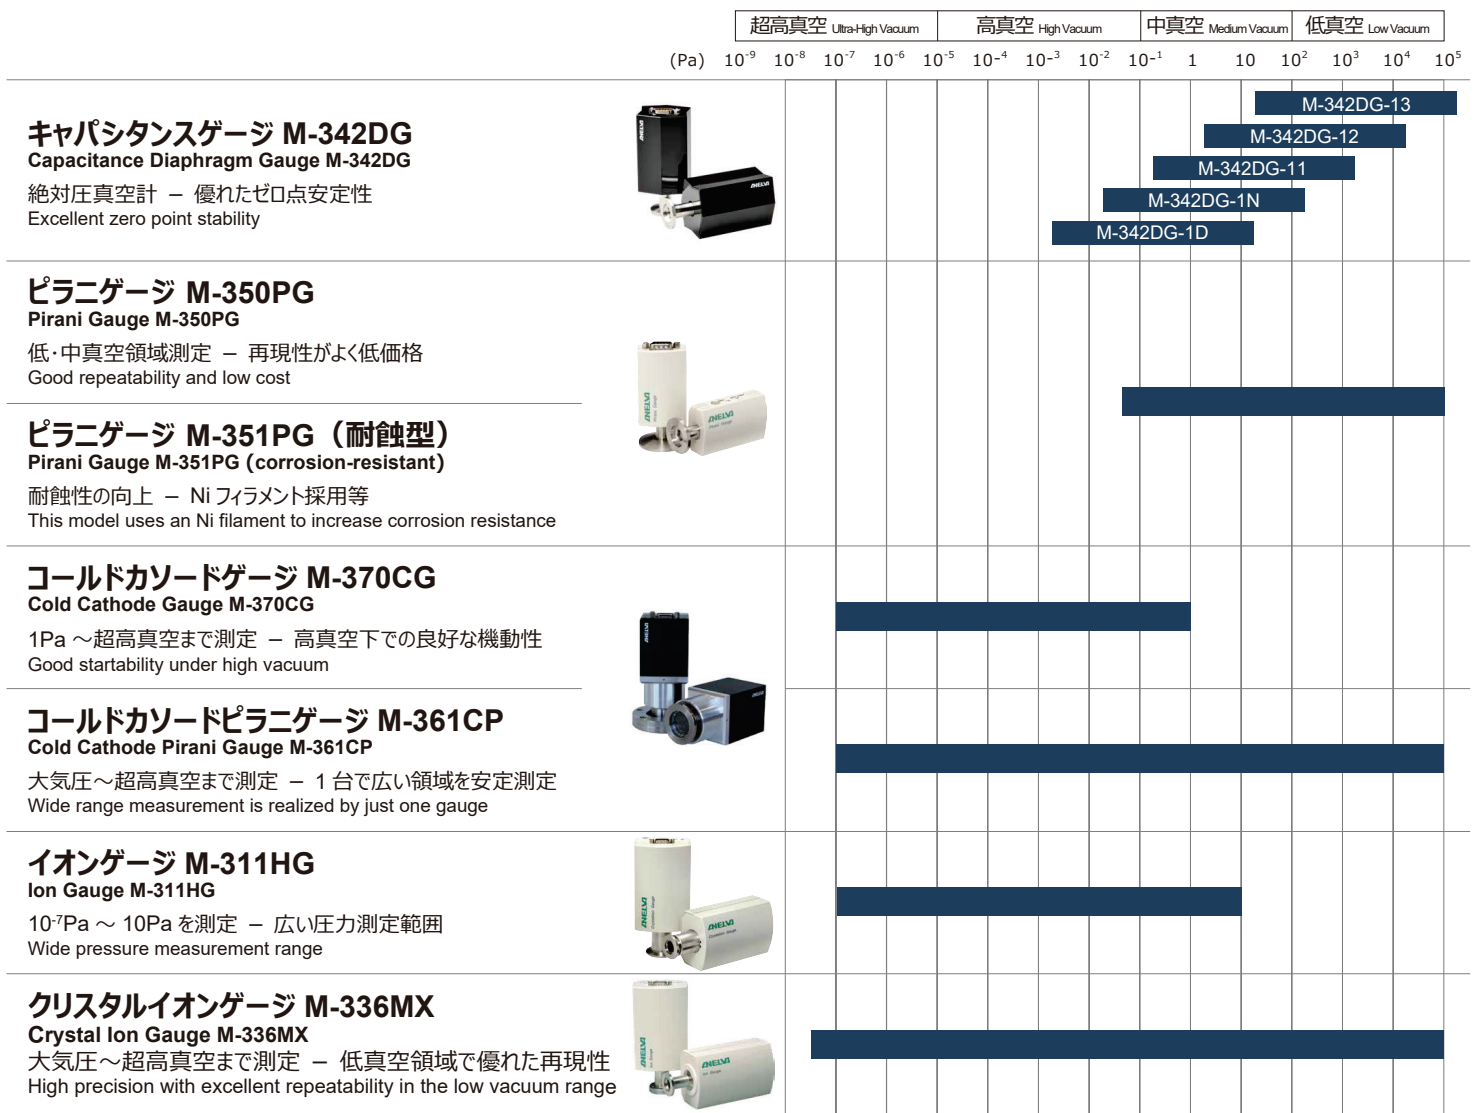 超高真空 Ultra-High Vacuum 高真空 High Vacuum 中真空 Medium Vacuum 低真空 Low Vacuum
(Pa) 10⁻⁹ 10⁻⁸ 10⁻⁷ 10⁻⁶ 10⁻⁵ 10⁻⁴ 10⁻³ 10⁻² 10⁻¹ 1 10 10² 10³ 10⁴ 10⁵
キャパシタンスゲージ M-342DG
Capacitance Diaphragm Gauge M-342DG
絶対圧真空計 − 優れたゼロ点安定性
Excellent zero point stability
ANELVA
ANELVA
M-342DG-13
M-342DG-12
M-342DG-11
M-342DG-1N
M-342DG-1D
ピラニゲージ M-350PG
Pirani Gauge M-350PG
低・中真空領域測定 − 再現性がよく低価格
Good repeatability and low cost
ピラニゲージ M-351PG（耐蝕型）
Pirani Gauge M-351PG (corrosion-resistant)
耐蝕性の向上 − Ni フィラメント採用等
This model uses an Ni filament to increase corrosion resistance
ANELVA
Pirani Gauge
ANELVA
Pirani Gauge
コールドカソードゲージ M-370CG
Cold Cathode Gauge M-370CG
1Pa ～超高真空まで測定 − 高真空下での良好な機動性
Good startability under high vacuum
コールドカソードピラニゲージ M-361CP
Cold Cathode Pirani Gauge M-361CP
大気圧～超高真空まで測定 − 1 台で広い領域を安定測定
Wide range measurement is realized by just one gauge
ANELVA
ANELVA
イオンゲージ M-311HG
Ion Gauge M-311HG
10⁻⁷Pa ～ 10Pa を測定 − 広い圧力測定範囲
Wide pressure measurement range
ANELVA
ANELVA
クリスタルイオンゲージ M-336MX
Crystal Ion Gauge M-336MX
大気圧～超高真空まで測定 − 低真空領域で優れた再現性
High precision with excellent repeatability in the low vacuum range
ANELVA
ANELVA
Ion Gauge